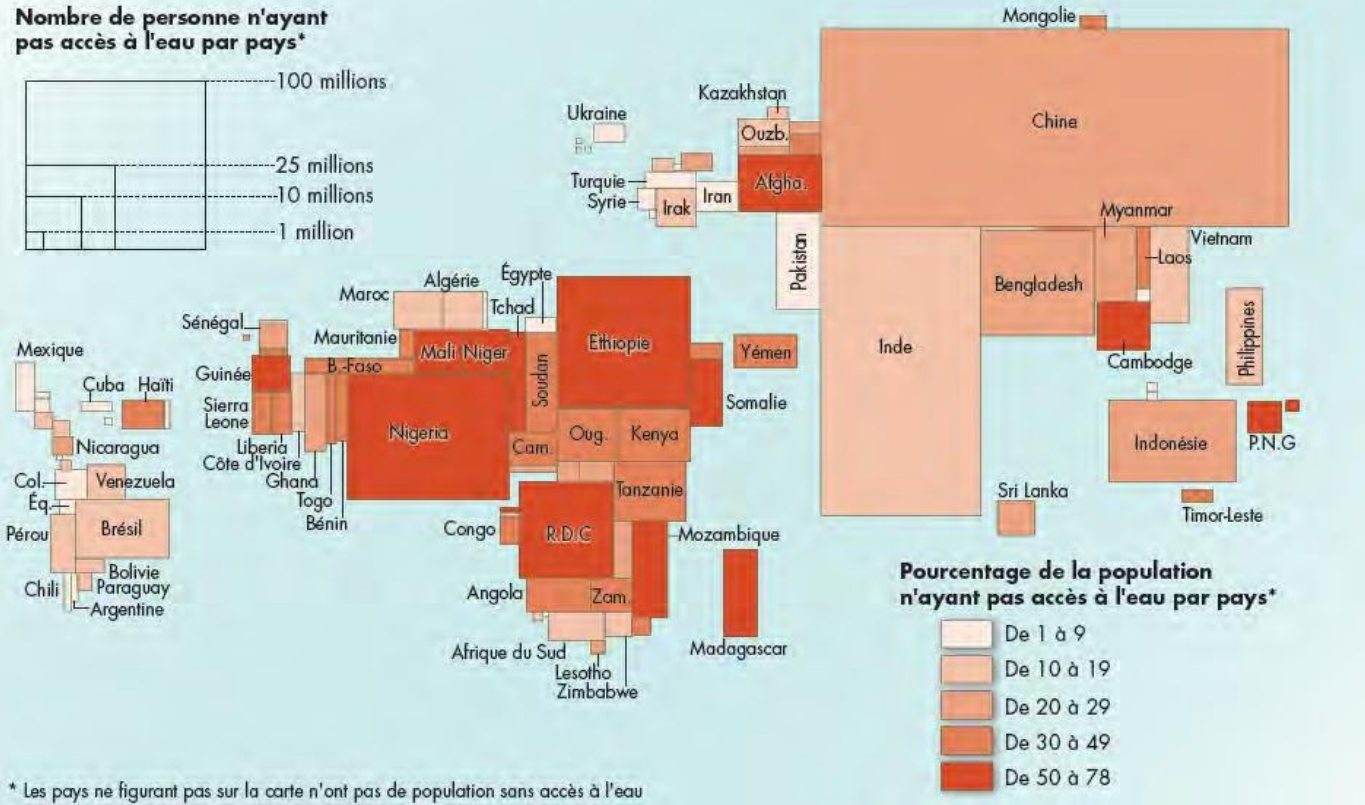 Nombre de personne n'ayant
pas accès à l'eau par pays*
100 millions
25 millions
10 millions
1 million
Mongolie
Chine
Kazakhstan
Ukraine
Ouzb.
Turquie
Syrie
Irak
Iran
Afgha.
Pakistan
Myanmar
Vietnam
Laos
Bengladesh
Inde
Cambodge
Philippines
Indonésie
P.N.G
Sri Lanka
Timor-Leste
Maroc
Algérie
Égypte
Tchad
Sénégal
Mauritanie
Mali
Niger
Ethiopie
Yémen
Guinée
B.-Faso
Soudan
Somalie
Sierra
Leone
Nigeria
Liberia
Côte d'Ivoire
Ghana
Togo
Bénin
Cam.
Oug.
Kenya
Tanzanie
Congo
R.D.C
Mozambique
Angola
Zam.
Afrique du Sud
Lesotho
Zimbabwe
Madagascar
Mexique
Cuba
Haïti
Nicaragua
Col.
Venezuela
Éq.
Pérou
Brésil
Bolivie
Chili
Paraguay
Argentine
Pourcentage de la population
n'ayant pas accès à l'eau par pays*
De 1 à 9
De 10 à 19
De 20 à 29
De 30 à 49
De 50 à 78
* Les pays ne figurant pas sur la carte n'ont pas de population sans accès à l'eau